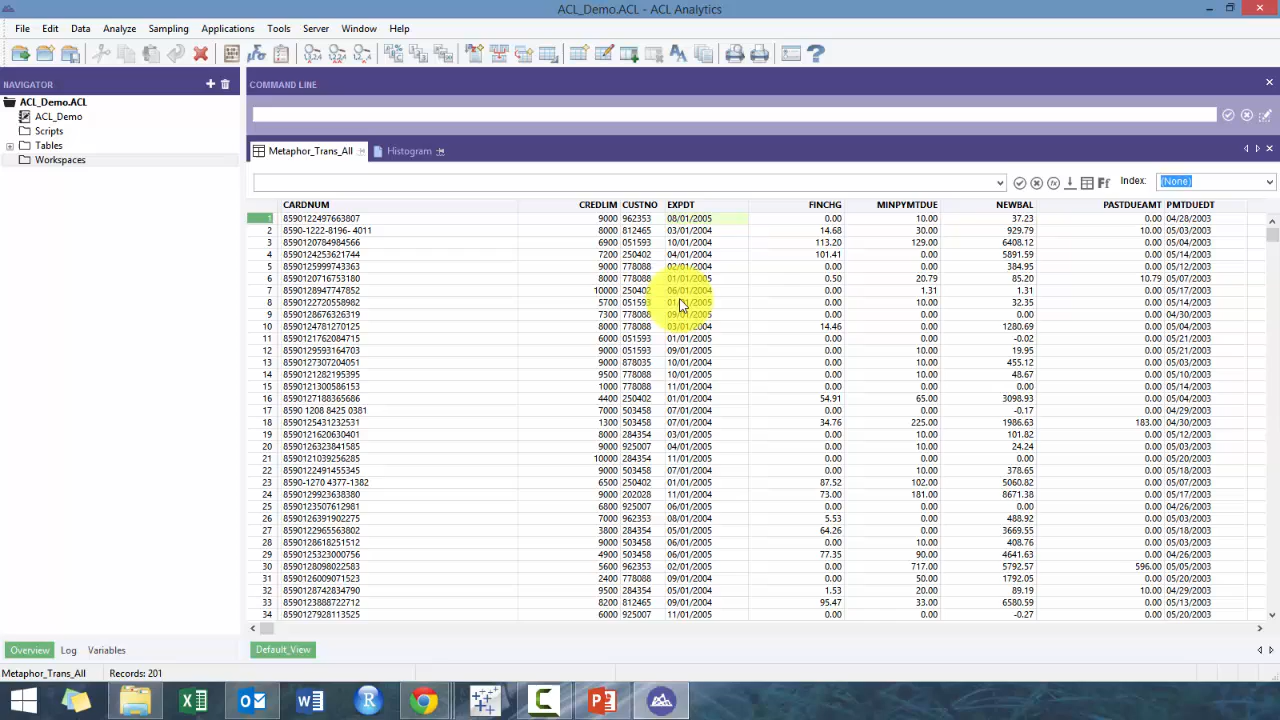 ACL_Demo.ACL - ACL Analytics
File Edit Data Analyze Sampling Applications Tools Server Window Help
NAVIGATOR
ACL_Demo.ACL
ACL_Demo
Scripts
Tables
Workspaces
COMMAND LINE
Metaphor_Trans_All Histogram
Index: [None]
CARDNUM CREDLIM CUSTNO EXPDT FINCHG MINPYMTDUE NEWBAL PASTDUEAMT PMTDUEDT
1 8590122497663807 9000 962353 08/01/2005 0.00 10.00 37.23 0.00 04/28/2003
2 8590-1222-8196- 4011 8000 812465 03/01/2004 14.68 30.00 929.79 10.00 05/04/2003
3 8590120784984566 6900 051593 10/01/2004 113.20 129.00 6408.12 0.00 05/04/2003
4 8590124253621744 7200 250402 04/01/2004 101.41 0.00 5891.59 0.00 05/14/2003
5 8590125999743363 9000 778088 02/01/2004 0.00 0.00 384.95 0.00 05/12/2003
6 8590120716753180 8000 778088 01/01/2005 0.50 20.79 85.20 10.79 05/07/2003
7 8590128947747852 10000 250402 06/01/2004 0.00 1.31 1.31 0.00 05/17/2003
8 8590122720558982 5700 051593 01/01/2005 0.00 10.00 32.35 0.00 05/14/2003
9 8590128676326319 7300 778088 09/01/2005 0.00 0.00 0.00 0.00 04/30/2003
10 8590124781270125 8000 778088 03/01/2004 14.46 0.00 1280.69 0.00 05/04/2003
11 8590121762084715 6000 051593 01/01/2005 0.00 0.00 -0.02 0.00 05/21/2003
12 8590129593164703 9000 051593 09/01/2005 0.00 10.00 19.95 0.00 05/21/2003
13 8590127307204051 9000 878035 10/01/2004 0.00 10.00 455.12 0.00 05/03/2003
14 8590121282195395 9500 778088 10/01/2004 0.00 10.00 48.67 0.00 05/10/2003
15 8590121300586153 1000 778088 11/01/2004 0.00 0.00 0.00 0.00 05/14/2003
16 8590127188365686 4400 250402 01/01/2004 54.91 65.00 3098.93 0.00 05/04/2003
17 8590 1208 8425 0381 7000 503458 07/01/2004 0.00 0.00 -0.17 0.00 04/29/2003
18 8590125431232531 1300 503458 07/01/2004 34.76 225.00 1986.63 183.00 04/30/2003
19 8590121620630401 8000 284354 03/01/2005 0.00 10.00 101.82 0.00 05/12/2003
20 8590126323841585 9000 925007 04/01/2005 0.00 10.00 24.24 0.00 05/03/2003
21 8590121039256285 10000 284354 11/01/2005 0.00 0.00 0.00 0.00 05/20/2003
22 8590122491455345 9000 503458 07/01/2004 0.00 10.00 378.65 0.00 05/18/2003
23 8590-1270 4377-1382 6500 250402 01/01/2004 87.52 102.00 5060.82 0.00 05/07/2003
24 8590129923638380 9000 202028 11/01/2004 73.00 181.00 8671.38 0.00 05/17/2003
25 8590123507612981 6800 925007 06/01/2005 0.00 0.00 0.00 0.00 04/26/2003
26 8590126391902275 7000 962353 08/01/2004 5.53 0.00 488.92 0.00 05/03/2003
27 8590122965563802 3800 284354 05/01/2005 64.26 0.00 3669.55 0.00 05/18/2003
28 8590128618251512 9000 503458 06/01/2005 0.00 10.00 408.76 0.00 05/03/2003
29 8590125323000756 4900 284354 06/01/2005 77.35 90.00 4641.63 0.00 04/26/2003
30 8590128098022583 5600 962353 02/01/2005 0.00 717.00 5792.57 596.00 05/05/2003
31 8590126009071523 2400 778088 09/01/2004 0.00 50.00 1792.05 0.00 05/20/2003
32 8590128742834790 9500 284354 05/01/2004 1.53 20.00 89.19 10.00 04/29/2003
33 8590123888722712 8200 812465 09/01/2004 95.47 33.00 6580.59 0.00 05/13/2003
34 8590127928113525 6000 925007 11/01/2005 0.00 0.00 -0.27 0.00 05/20/2003
Overview Log Variables
Default_View
Metaphor_Trans_All Records: 201